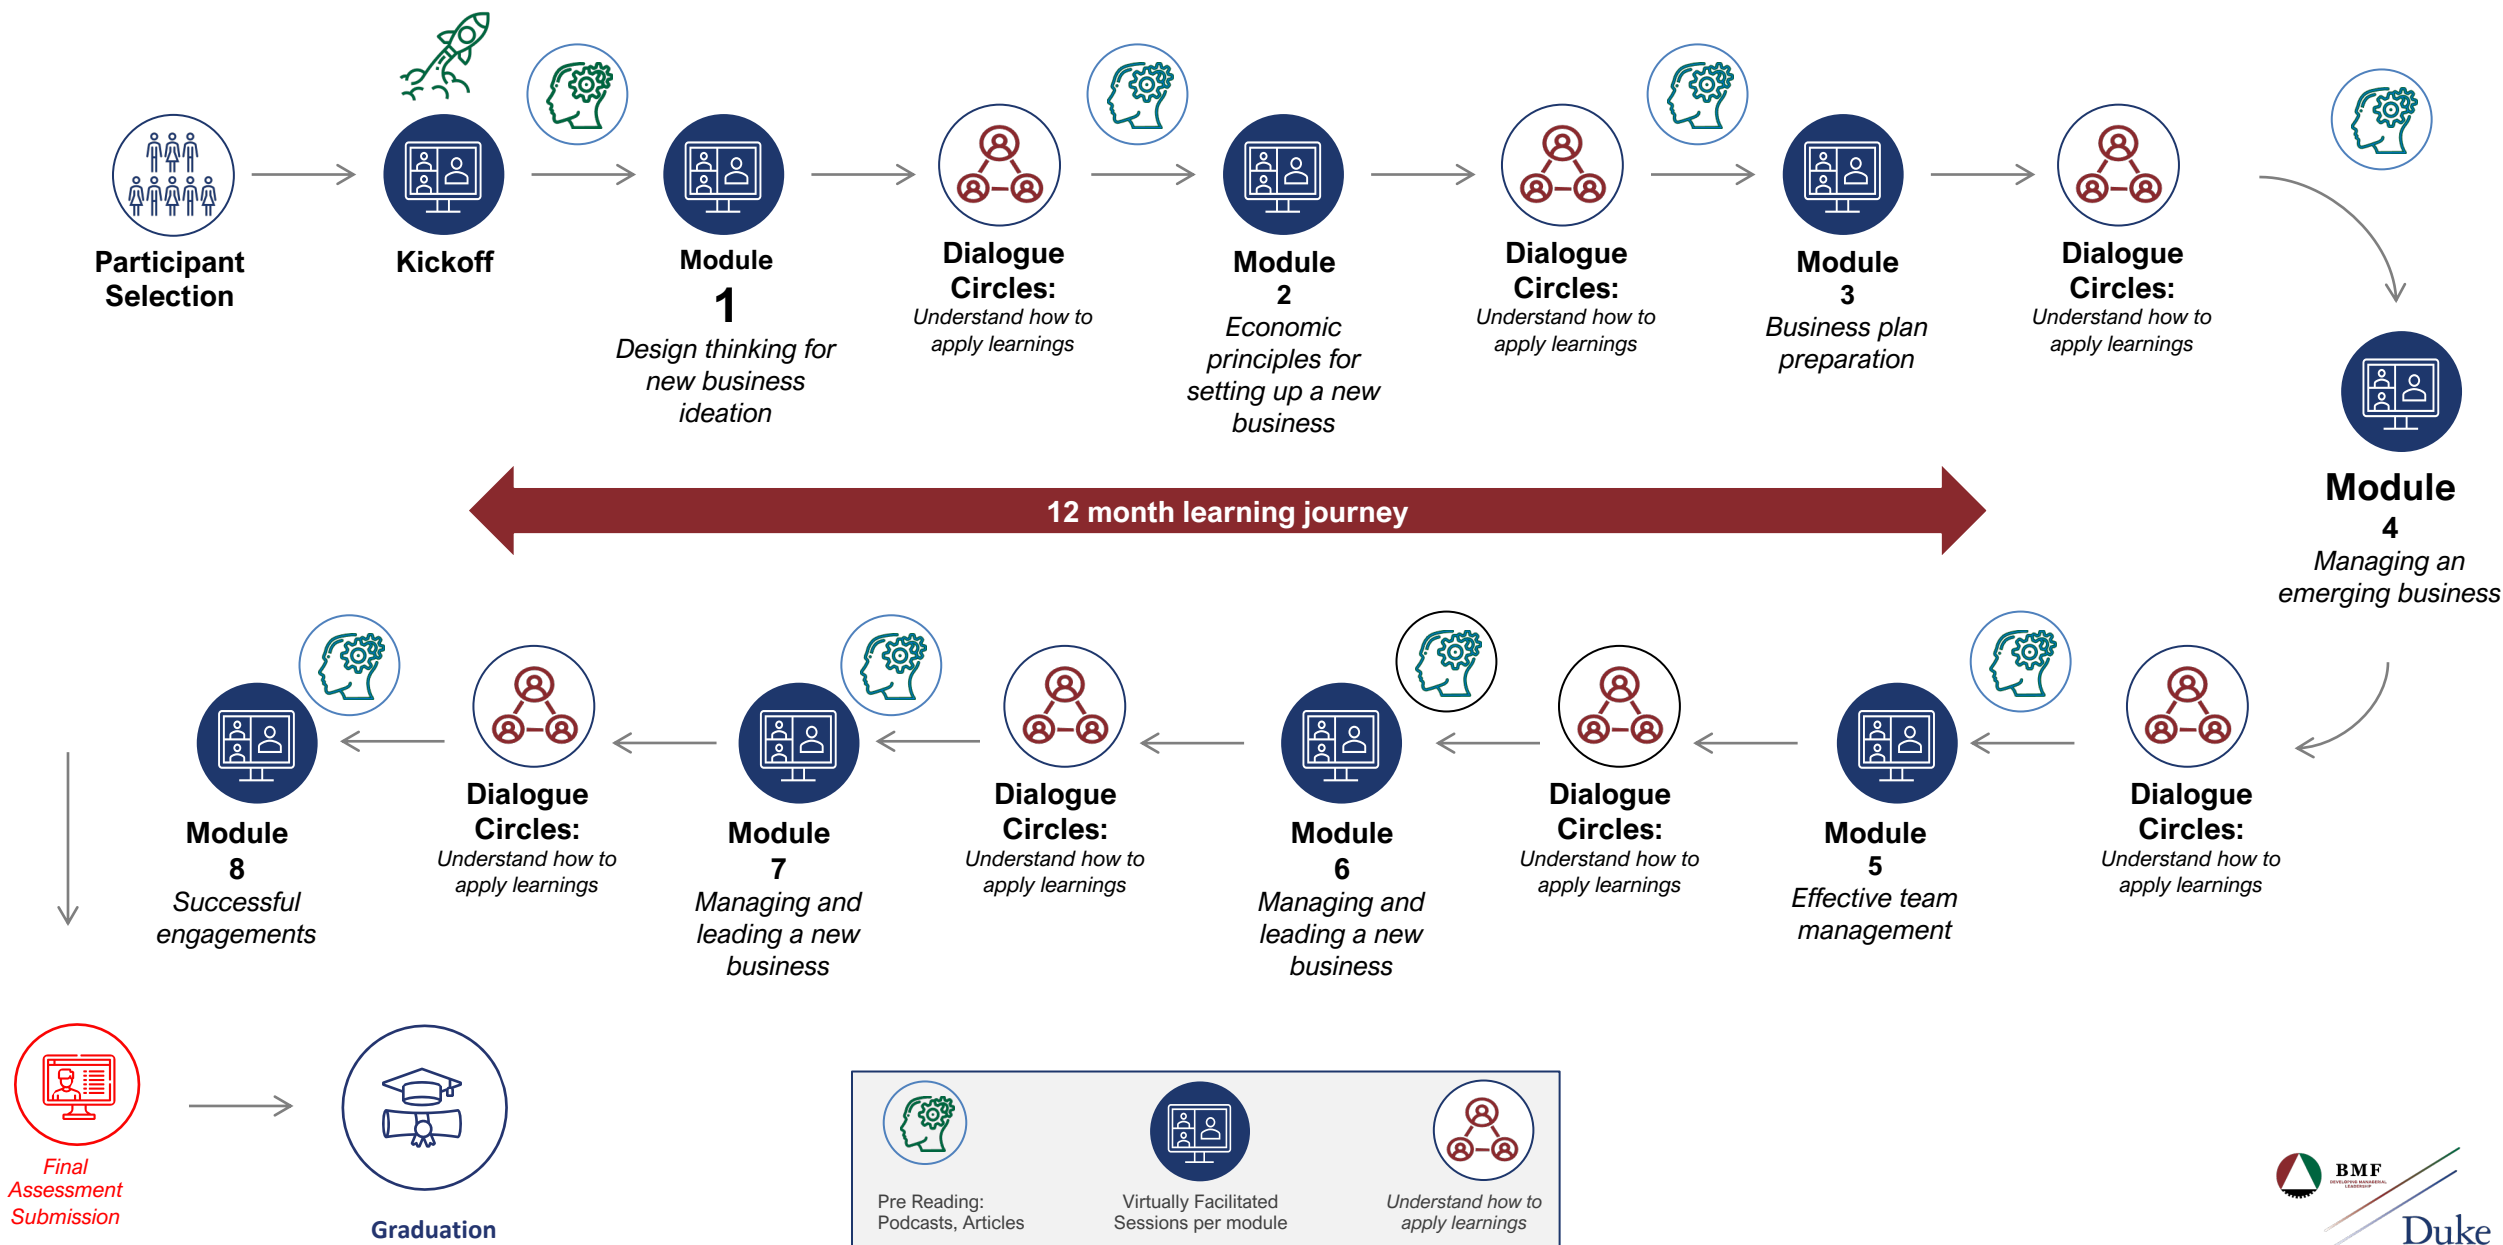 Participant
Selection
Kickoff
Module
1
Design thinking for
new business
ideation
Dialogue
Circles:
Understand how to
apply learnings
Module
2
Economic
principles for
setting up a new
business
Dialogue
Circles:
Understand how to
apply learnings
Module
3
Business plan
preparation
Dialogue
Circles:
Understand how to
apply learnings
Module
4
Managing an
emerging business
12 month learning journey
Module
8
Successful
engagements
Dialogue
Circles:
Understand how to
apply learnings
Module
7
Managing and
leading a new
business
Dialogue
Circles:
Understand how to
apply learnings
Module
6
Managing and
leading a new
business
Dialogue
Circles:
Understand how to
apply learnings
Module
5
Effective team
management
Dialogue
Circles:
Understand how to
apply learnings
Final
Assessment
Submission
Graduation
Pre Reading:
Podcasts, Articles
Virtually Facilitated
Sessions per module
Understand how to
apply learnings
BMF
DEVELOPING MANAGERIAL
LEADERSHIP
Duke